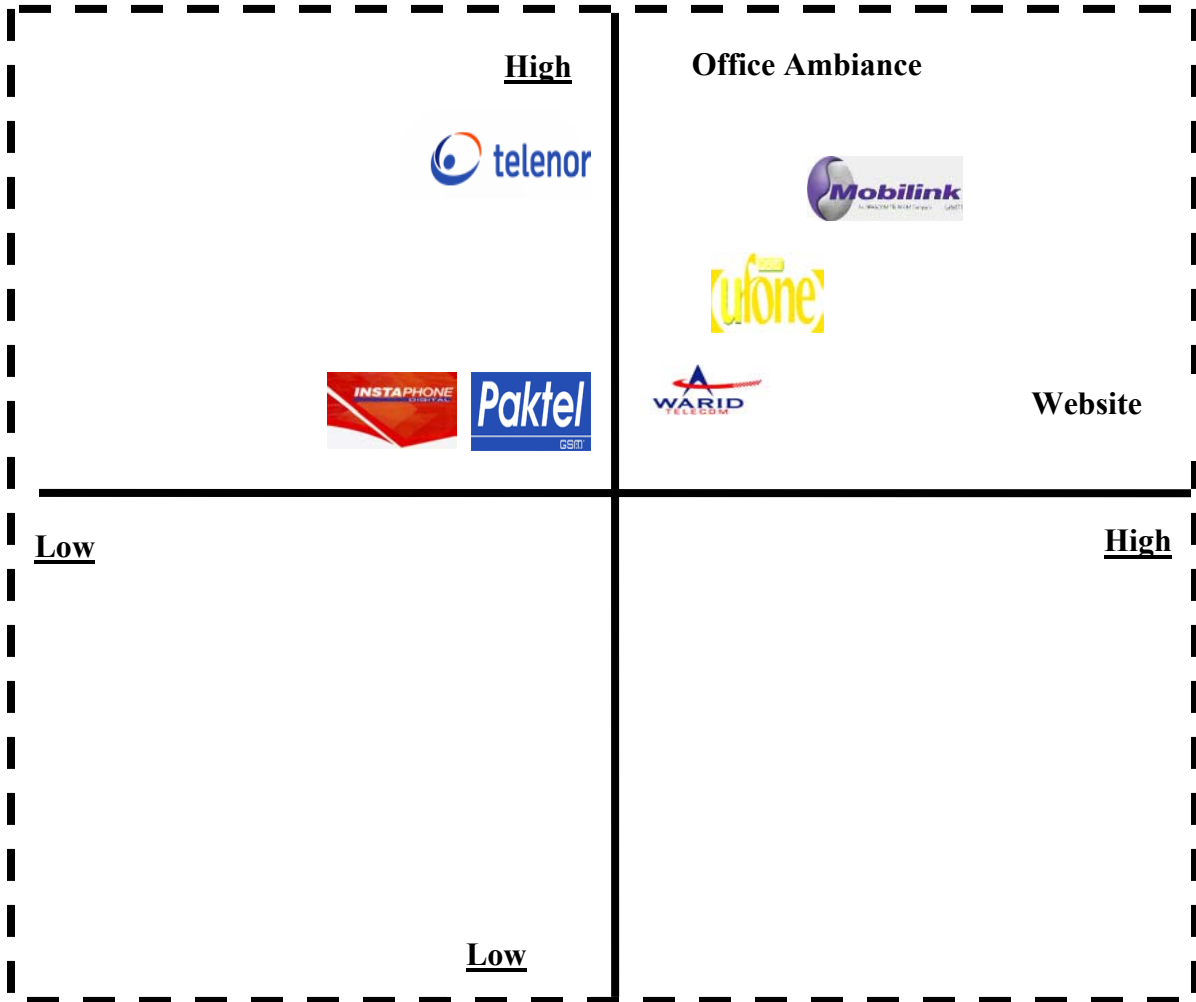 High
Office Ambiance
telenor
Mobilink
ufone
INSTAPHONE
DIGITAL
Paktel
GSM
WARID
TELECOM
Website
Low
High
Low